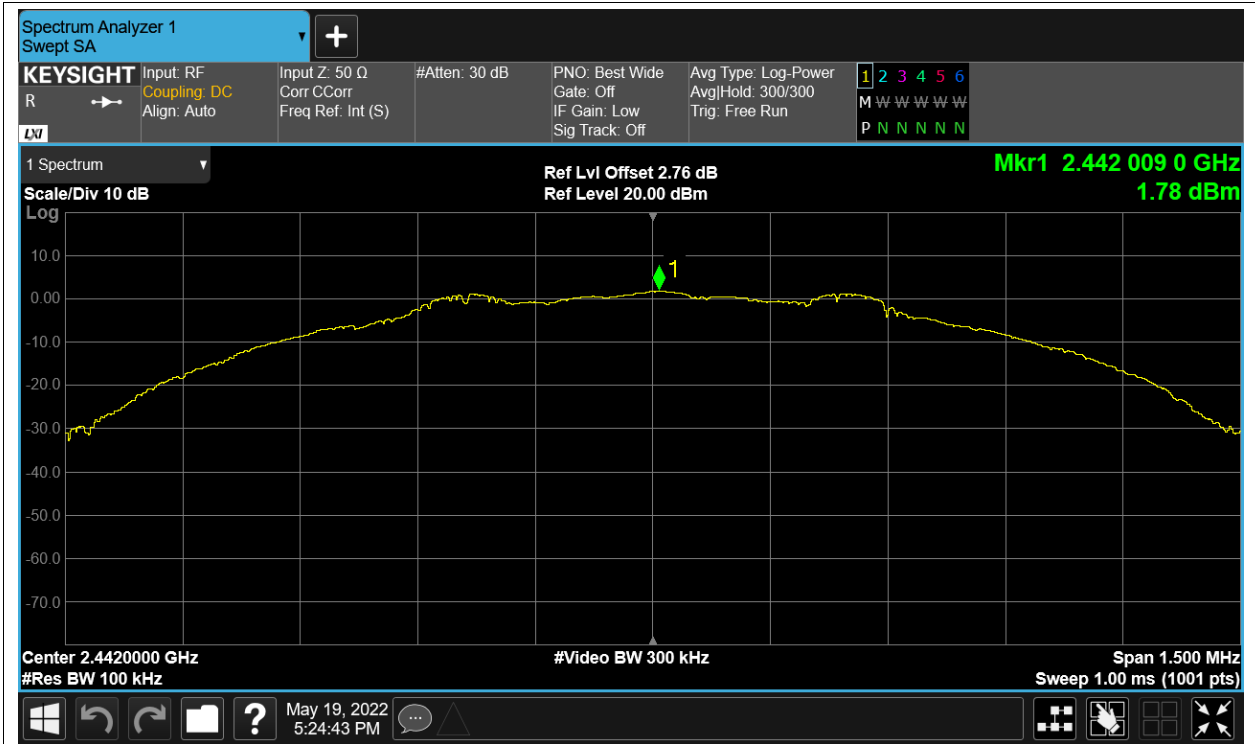 Spectrum Analyzer 1
Swept SA
KEYSIGHT
R
LXI
Input: RF
Coupling: DC
Align: Auto
Input Z: 50 Ω
Corr CCorr
Freq Ref: Int (S)
#Atten: 30 dB
PNO: Best Wide
Gate: Off
IF Gain: Low
Sig Track: Off
Avg Type: Log-Power
Avg|Hold: 300/300
Trig: Free Run
1 2 3 4 5 6
M W W W W W
P N N N N N
1 Spectrum
Scale/Div 10 dB
Log
Ref Lvl Offset 2.76 dB
Ref Level 20.00 dBm
Mkr1 2.442 009 0 GHz
1.78 dBm
10.0
0.00
-10.0
-20.0
-30.0
-40.0
-50.0
-60.0
-70.0
1
Center 2.4420000 GHz
#Res BW 100 kHz
#Video BW 300 kHz
Span 1.500 MHz
Sweep 1.00 ms (1001 pts)
?
May 19, 2022
5:24:43 PM